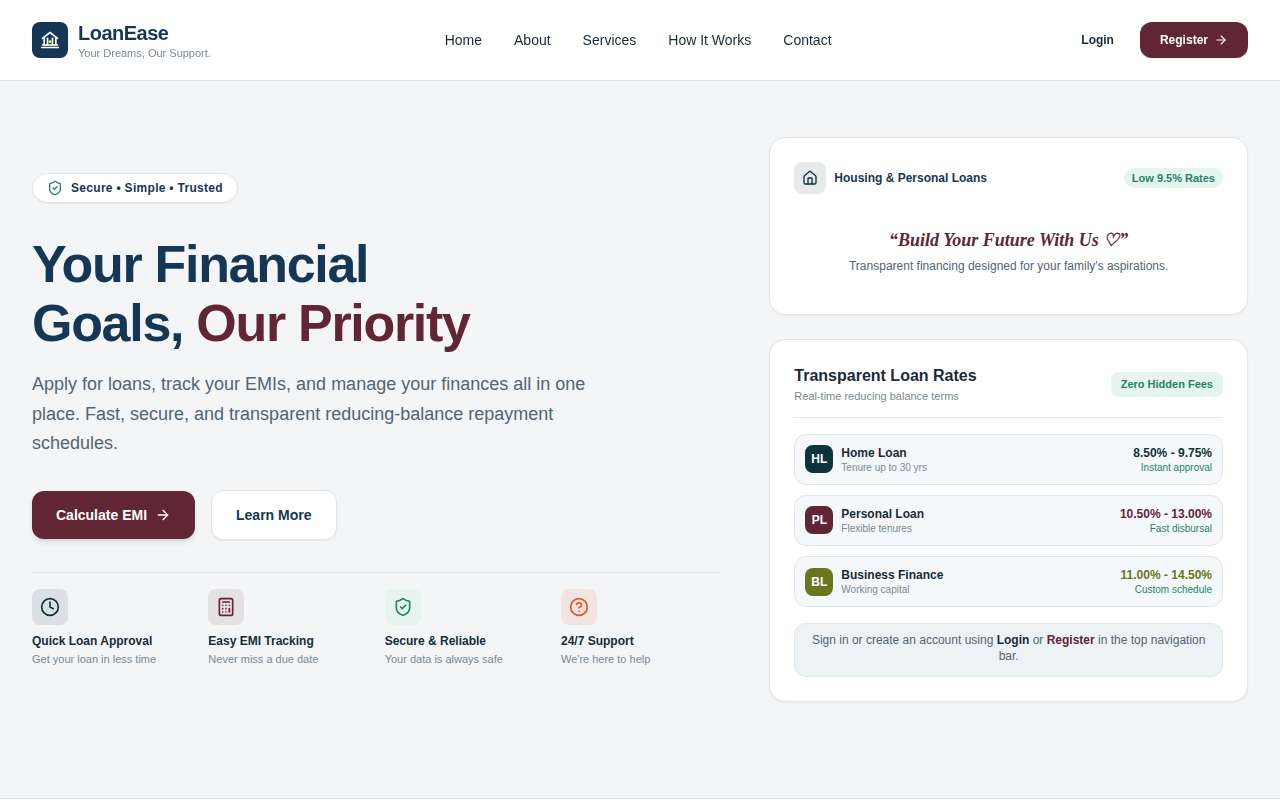 LoanEase
Your Dreams, Our Support.
Home
About
Services
How It Works
Contact
Login
Register
Secure • Simple • Trusted
Your Financial
Goals, Our Priority
Apply for loans, track your EMIs, and manage your finances all in one
place. Fast, secure, and transparent reducing-balance repayment
schedules.
Calculate EMI
Learn More
Quick Loan Approval
Get your loan in less time
Easy EMI Tracking
Never miss a due date
Secure & Reliable
Your data is always safe
24/7 Support
We're here to help
Housing & Personal Loans
Low 9.5% Rates
“Build Your Future With Us ♡”
Transparent financing designed for your family's aspirations.
Transparent Loan Rates
Real-time reducing balance terms
Zero Hidden Fees
HL
Home Loan
Tenure up to 30 yrs
8.50% - 9.75%
Instant approval
PL
Personal Loan
Flexible tenures
10.50% - 13.00%
Fast disbursal
BL
Business Finance
Working capital
11.00% - 14.50%
Custom schedule
Sign in or create an account using Login or Register in the top navigation
bar.